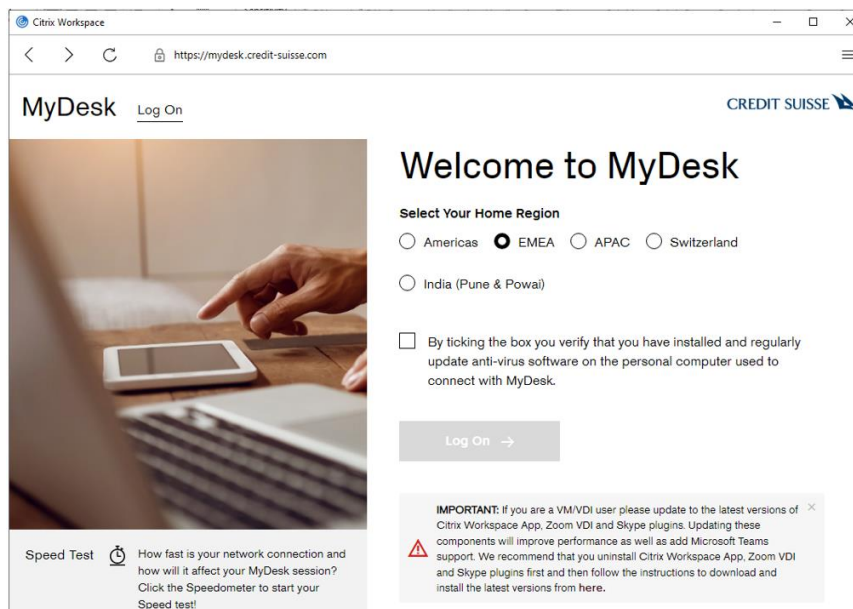 Citrix Workspace
https://mydesk.credit-suisse.com
MyDesk Log On
CREDIT SUISSE
Welcome to MyDesk
Select Your Home Region
Americas EMEA APAC Switzerland
India (Pune & Powai)
By ticking the box you verify that you have installed and regularly
update anti-virus software on the personal computer used to
connect with MyDesk.
Log On →
IMPORTANT: If you are a VM/VDI user please update to the latest versions of
Citrix Workspace App, Zoom VDI and Skype plugins. Updating these
components will improve performance as well as add Microsoft Teams
support. We recommend that you uninstall Citrix Workspace App, Zoom VDI
and Skype plugins first and then follow the instructions to download and
install the latest versions from here.
Speed Test
How fast is your network connection and
how will it affect your MyDesk session?
Click the Speedometer to start your
Speed test!